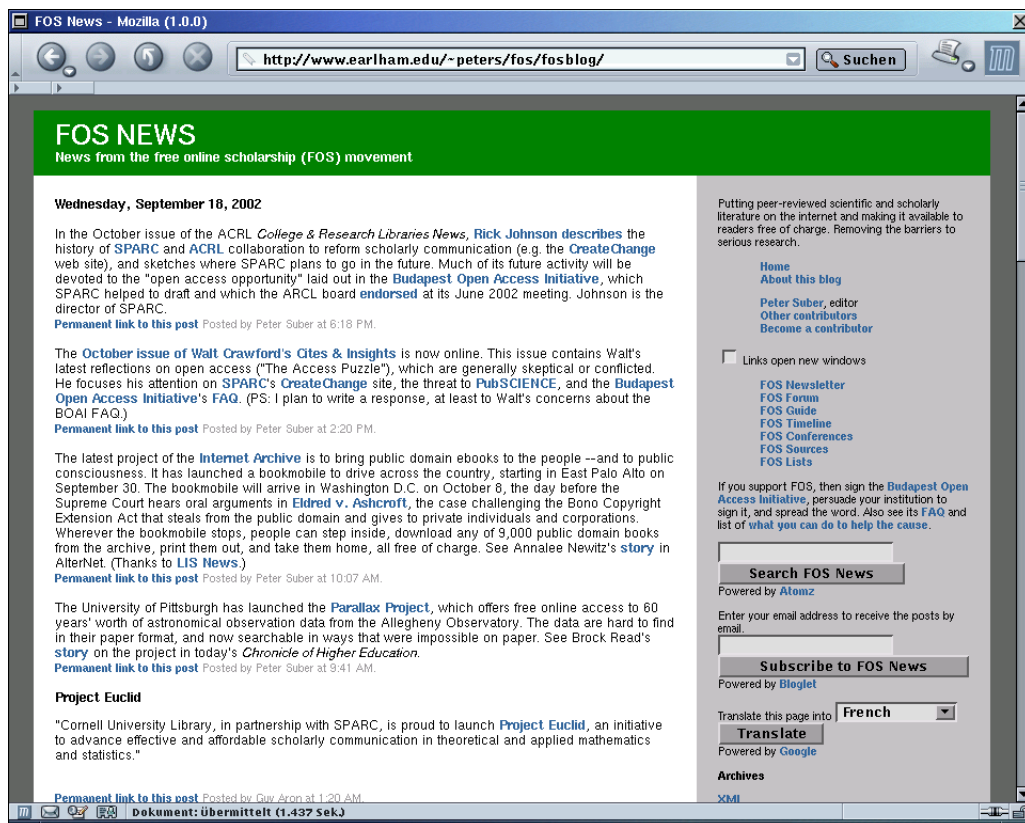 FOS News - Mozilla (1.0.0)
http://www.earlham.edu/~peters/fos/fosblog/
Suchen
FOS NEWS
News from the free online scholarship (FOS) movement
Wednesday, September 18, 2002
In the October issue of the ACRL College & Research Libraries News, Rick Johnson describes the
history of SPARC and ACRL collaboration to reform scholarly communication (e.g. the CreateChange
web site), and sketches where SPARC plans to go in the future. Much of its future activity will be
devoted to the "open access opportunity" laid out in the Budapest Open Access Initiative, which
SPARC helped to draft and which the ARCL board endorsed at its June 2002 meeting. Johnson is the
director of SPARC.
Permanent link to this post Posted by Peter Suber at 6:18 PM.
The October issue of Walt Crawford's Cites & Insights is now online. This issue contains Walt's
latest reflections on open access ("The Access Puzzle"), which are generally skeptical or conflicted.
He focuses his attention on SPARC's CreateChange site, the threat to PubSCIENCE, and the Budapest
Open Access Initiative's FAQ. (PS: I plan to write a response, at least to Walt's concerns about the
BOAI FAQ.)
Permanent link to this post Posted by Peter Suber at 2:20 PM.
The latest project of the Internet Archive is to bring public domain ebooks to the people --and to public
consciousness. It has launched a bookmobile to drive across the country, starting in East Palo Alto on
September 30. The bookmobile will arrive in Washington D.C. on October 8, the day before the
Supreme Court hears oral arguments in Eldred v. Ashcroft, the case challenging the Bono Copyright
Extension Act that steals from the public domain and gives to private individuals and corporations.
Wherever the bookmobile stops, people can step inside, download any of 9,000 public domain books
from the archive, print them out, and take them home, all free of charge. See Annalee Newitz's story in
AlterNet. (Thanks to LIS News.)
Permanent link to this post Posted by Peter Suber at 10:07 AM.
The University of Pittsburgh has launched the Parallax Project, which offers free online access to 60
years' worth of astronomical observation data from the Allegheny Observatory. The data are hard to find
in their paper format, and now searchable in ways that were impossible on paper. See Brock Read's
story on the project in today's Chronicle of Higher Education.
Permanent link to this post Posted by Peter Suber at 9:41 AM.
Project Euclid
"Cornell University Library, in partnership with SPARC, is proud to launch Project Euclid, an initiative
to advance effective and affordable scholarly communication in theoretical and applied mathematics
and statistics."
Permanent link to this post Posted by Guy Aron at 1:20 AM.
Putting peer-reviewed scientific and scholarly
literature on the internet and making it available to
readers free of charge. Removing the barriers to
serious research.
Home
About this blog
Peter Suber, editor
Other contributors
Become a contributor
Links open new windows
FOS Newsletter
FOS Forum
FOS Guide
FOS Timeline
FOS Conferences
FOS Sources
FOS Lists
If you support FOS, then sign the Budapest Open
Access Initiative, persuade your institution to
sign it, and spread the word. Also see its FAQ and
list of what you can do to help the cause.
Search FOS News
Powered by Atomz
Enter your email address to receive the posts by
email.
Subscribe to FOS News
Powered by Bloglet
Translate this page into French
Translate
Powered by Google
Archives
XML
Dokument: Übermittelt (1.437 Sek.)